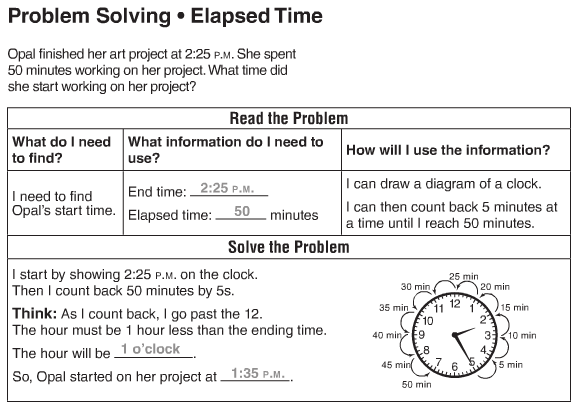 Problem Solving • Elapsed Time
Opal finished her art project at 2:25 P.M. She spent
50 minutes working on her project. What time did
she start working on her project?
Read the Problem
What do I need
to find?
What information do I need to
use?
How will I use the information?
I need to find
Opal's start time.
End time: 2:25 P.M.
Elapsed time: 50 minutes
I can draw a diagram of a clock.
I can then count back 5 minutes at
a time until I reach 50 minutes.
Solve the Problem
I start by showing 2:25 P.M. on the clock.
Then I count back 50 minutes by 5s.
Think: As I count back, I go past the 12.
The hour must be 1 hour less than the ending time.
The hour will be 1 o'clock.
So, Opal started on her project at 1:35 P.M.
25 min
30 min
20 min
35 min
15 min
40 min
10 min
45 min
5 min
50 min
12
11
1
10
2
9
3
8
4
7
5
6